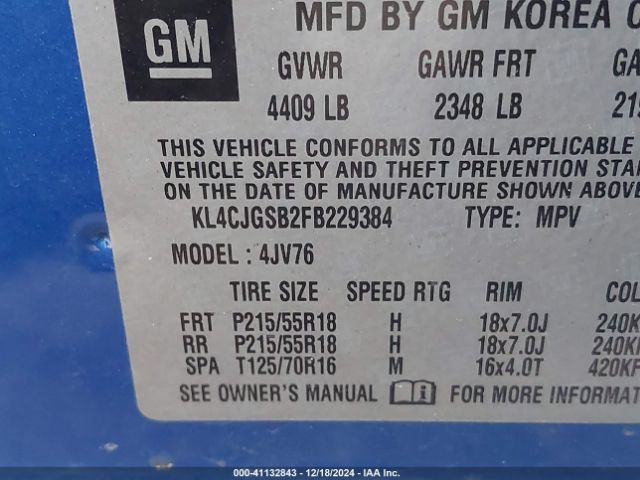 GM
MFD BY GM KOREA
GVWR GAWR FRT
4409 LB 2348 LB
THIS VEHICLE CONFORMS TO ALL APPLICABLE
VEHICLE SAFETY AND THEFT PREVENTION
ON THE DATE OF MANUFACTURE SHOWN ABOVE
KL4CJGSB2FB229384 TYPE: MPV
MODEL : 4JV76
TIRE SIZE SPEED RTG RIM
FRT P215/55R18 H 18x7.0J
RR P215/55R18 H 18x7.0J
SPA T125/70R16 M 16x4.0T
SEE OWNER'S MANUAL FOR MORE
000-41132843 - 12/18/2024 - IAA Inc.